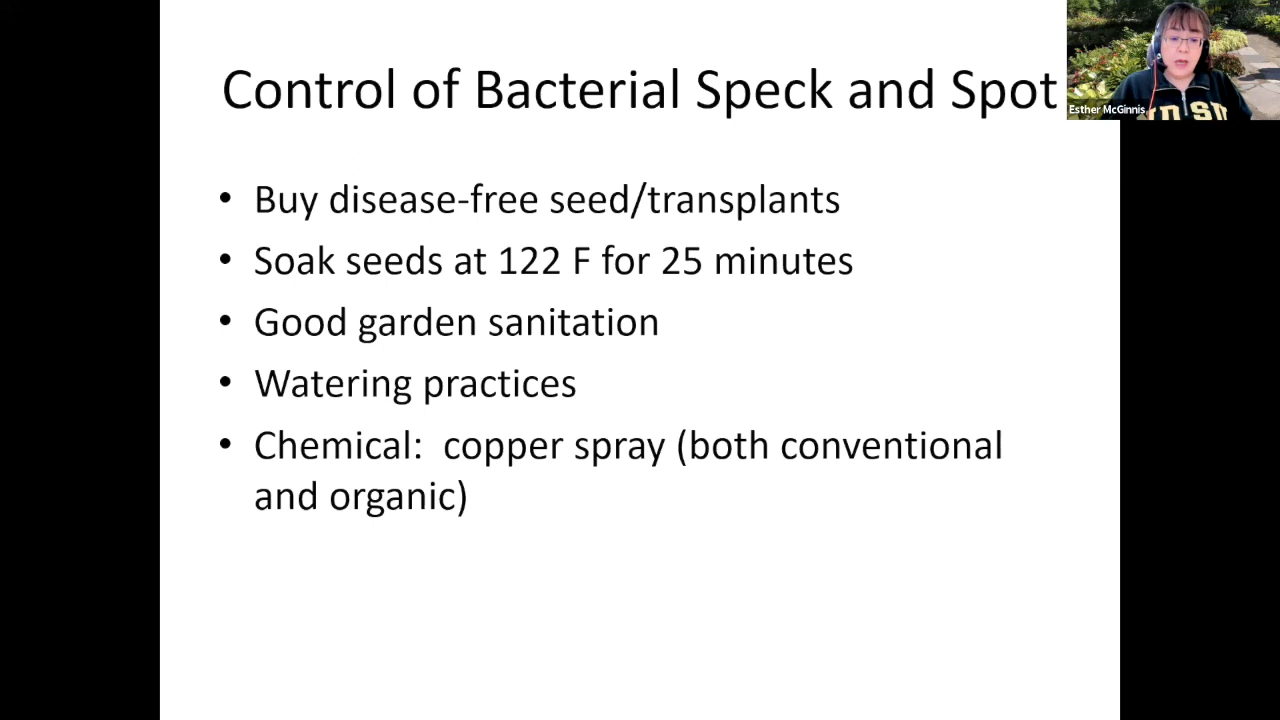 Control of Bacterial Speck and Spot
Esther McGinnis
• Buy disease-free seed/transplants
• Soak seeds at 122 F for 25 minutes
• Good garden sanitation
• Watering practices
• Chemical:  copper spray (both conventional
and organic)